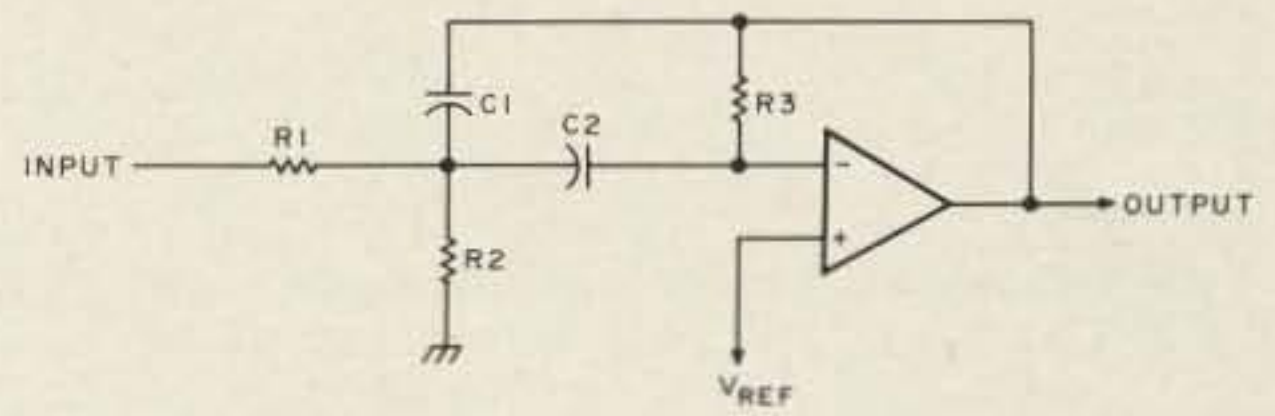 C1
R3
C2
R1
INPUT
-
OUTPUT
+
R2
VREF